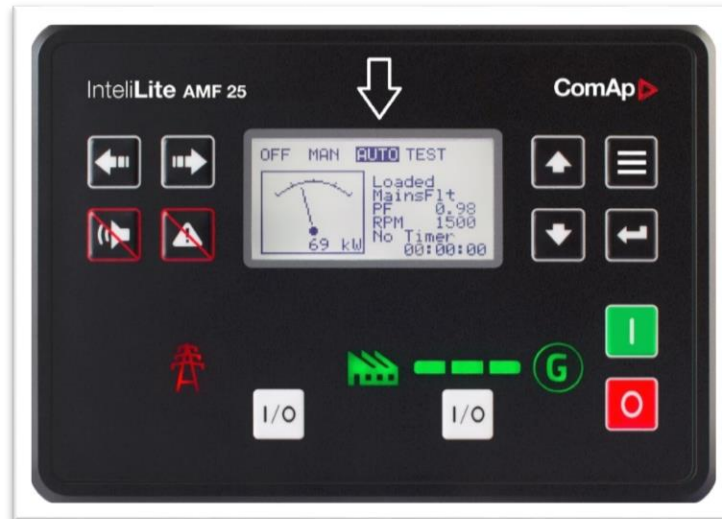 InteliLite AMF 25
ComAp
OFF MAN AUTO TEST
Loaded
MainsFlt
PF 0.98
RPM 1500
No Timer
00:00:00
69 kW
I
G
I/O
I/O
O